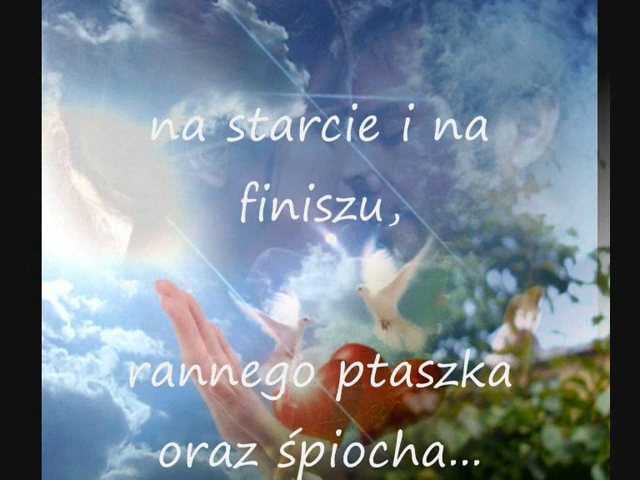 na starcie i na
finiszu,
rannego ptaszka
oraz śpiocha...